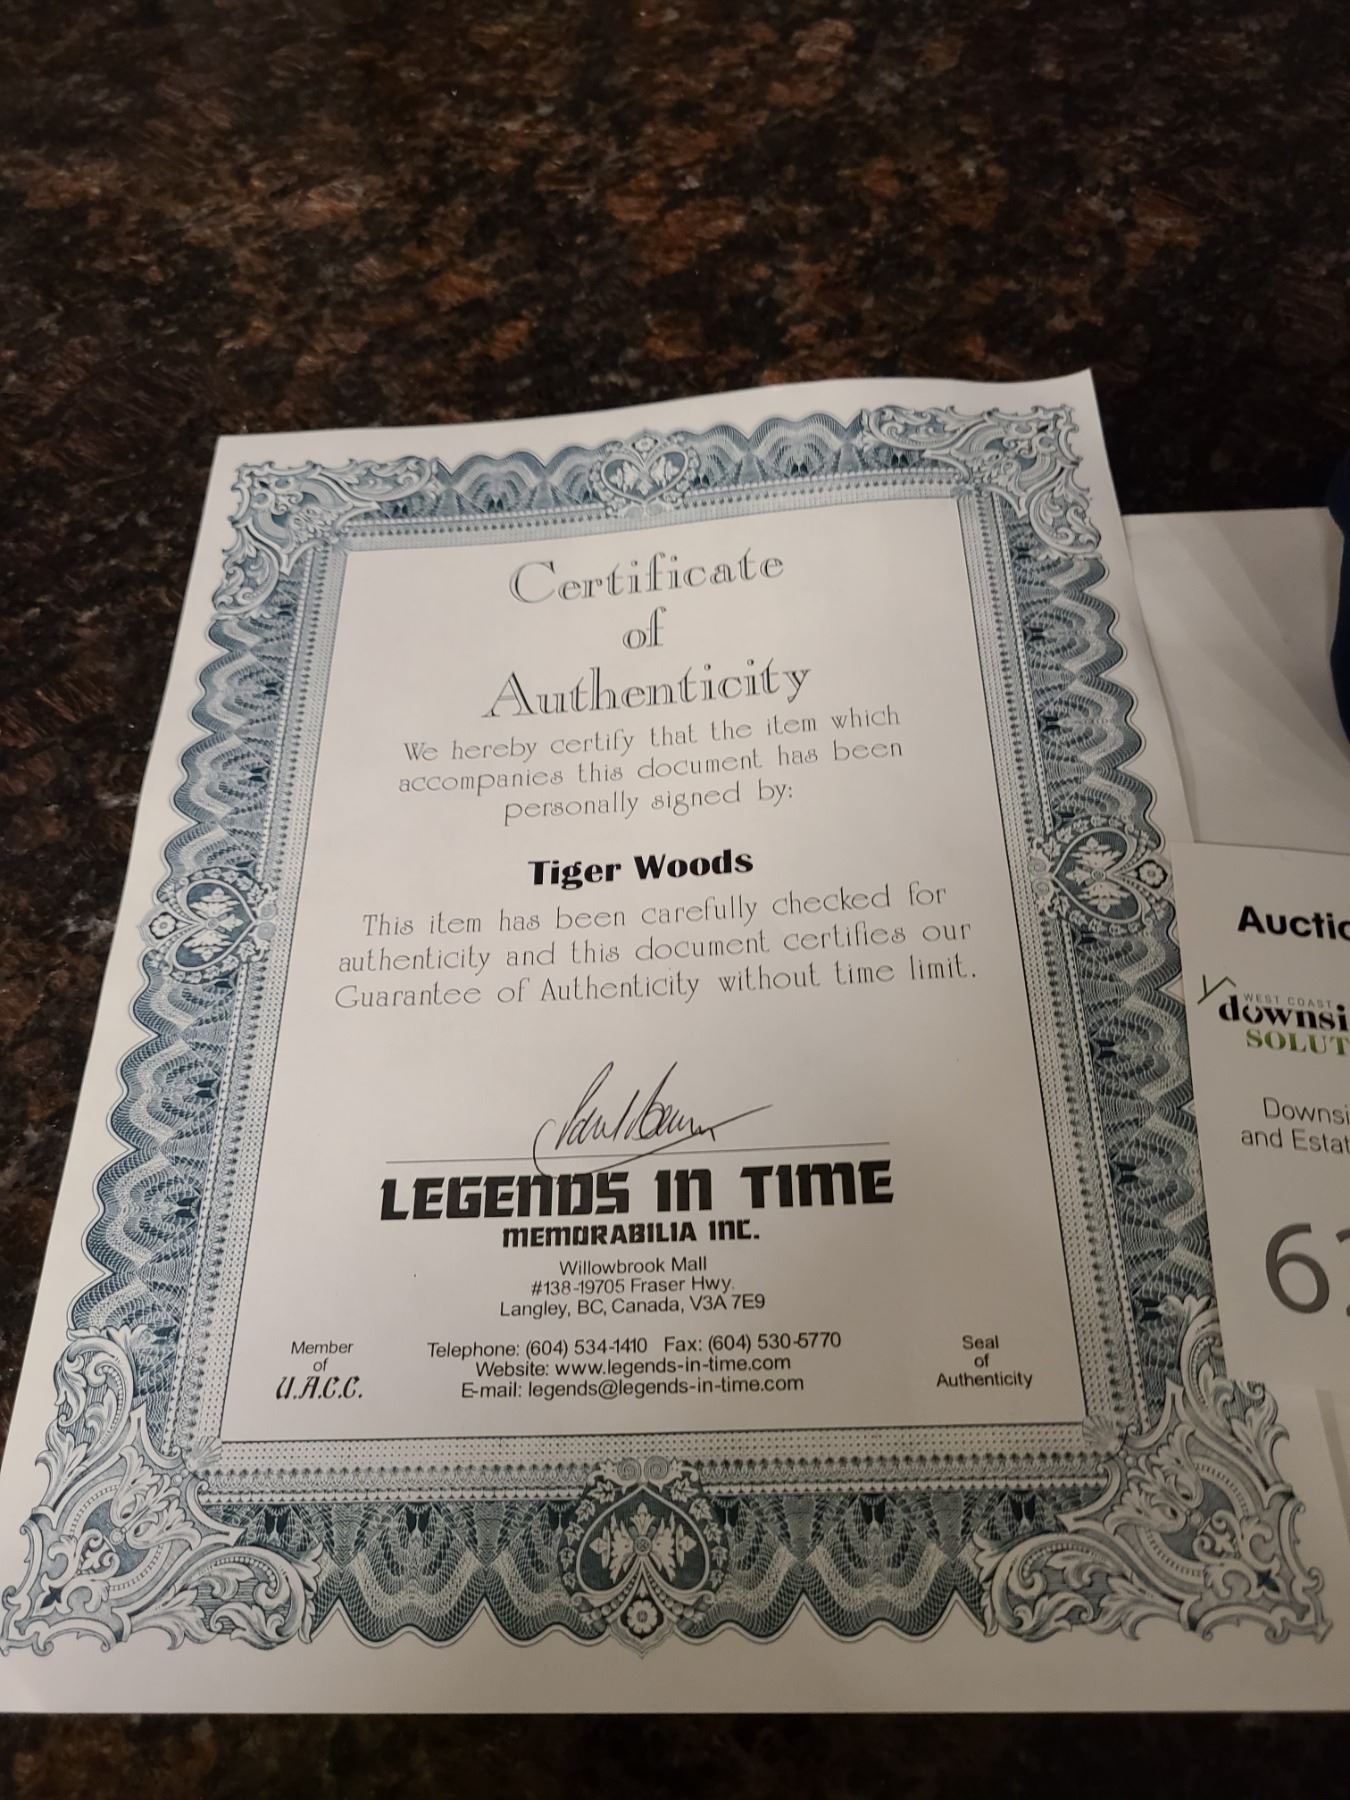 Certificate
of
Authenticity
We hereby certify that the item which
accompanies this document has been
personally signed by:
Tiger Woods
This item has been carefully checked for
authenticity and this document certifies our
Guarantee of Authenticity without time limit.
LEGENDS IN TIME
MEMORABILIA INC.
Willowbrook Mall
#138-19705 Fraser Hwy.
Langley, BC, Canada, V3A 7E9
Member
of
U.A.C.C.
Telephone: (604) 534-1410 Fax: (604) 530-5770
Website: www.legends-in-time.com
E-mail: legends@legends-in-time.com
Seal
of
Authenticity
Auctio
WEST COAST
downsi
SOLUT
Downsi
and Estat
62